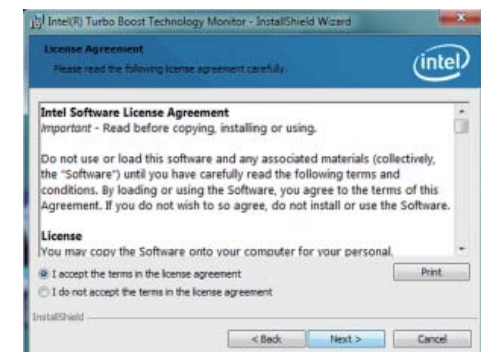 Intel(R) Turbo Boost Technology Monitor - InstallShield Wizard
License Agreement
Please read the following license agreement carefully.
intel
Intel Software License Agreement
Important - Read before copying, installing or using.
Do not use or load this software and any associated materials (collectively,
the "Software") until you have carefully read the following terms and
conditions. By loading or using the Software, you agree to the terms of this
Agreement. If you do not wish to so agree, do not install or use the Software.
License
You may copy the Software onto your computer for your personal,
I accept the terms in the license agreement
Print
I do not accept the terms in the license agreement
InstallShield
< Back
Next >
Cancel